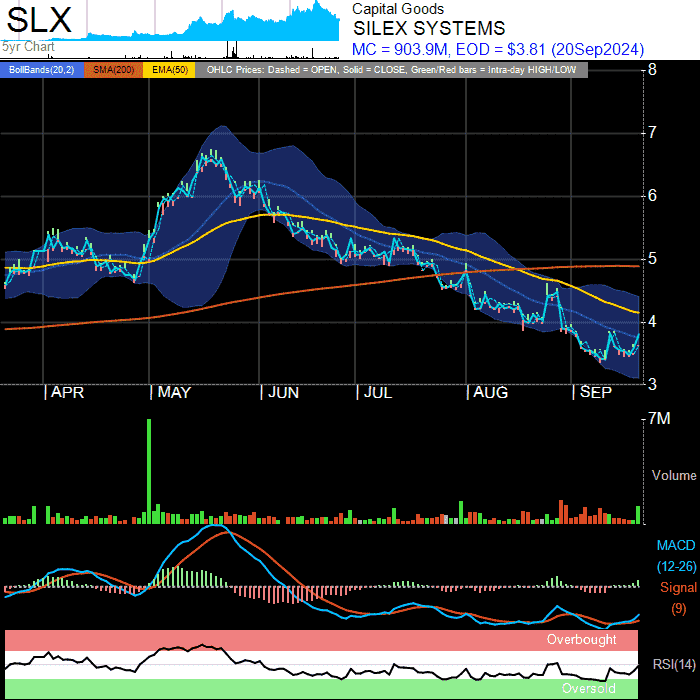 SLX
Capital Goods
SILEX SYSTEMS
5yr Chart
MC = 903.9M, EOD = $3.81 (20Sep2024)
BollBands(20,2) SMA(200) EMA(50) OHLC Prices: Dashed = OPEN, Solid = CLOSE, Green/Red bars = Intra-day HIGH/LOW
8
7
6
5
4
3
APR MAY JUN JUL AUG SEP
7M
Volume
MACD
(12-26)
Signal
(9)
Overbought
RSI(14)
Oversold